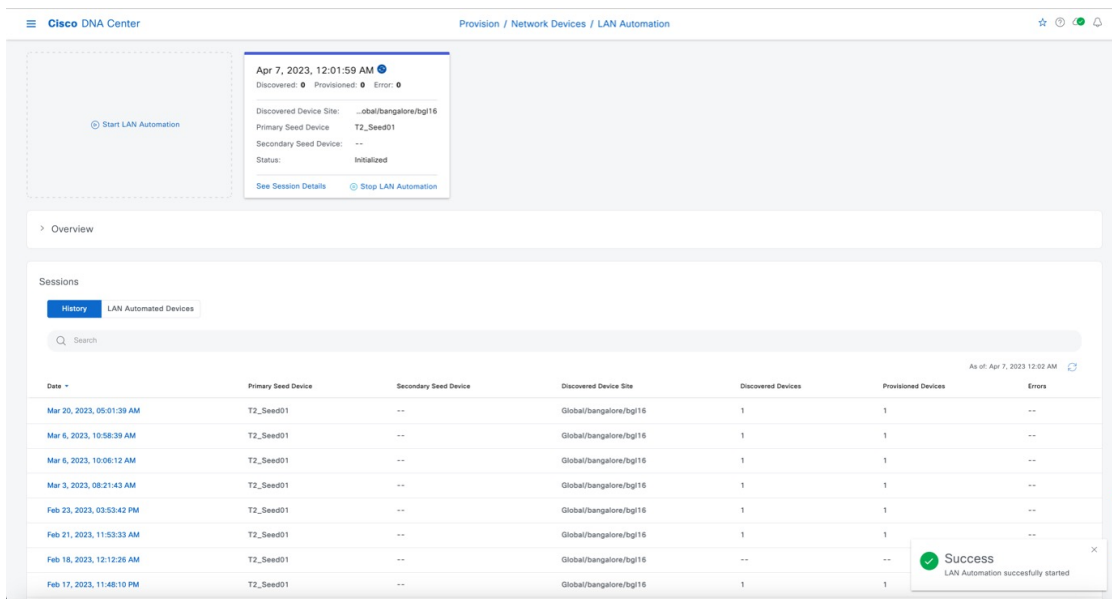 Cisco DNA Center
Provision / Network Devices / LAN Automation
Start LAN Automation
Apr 7, 2023, 12:01:59 AM
Discovered: 0 Provisioned: 0 Error: 0
Discovered Device Site: ...obal/bangalore/bgl16
Primary Seed Device T2_Seed01
Secondary Seed Device: --
Status: Initialized
See Session Details Stop LAN Automation
Overview
Sessions
History LAN Automated Devices
Search
As of: Apr 7, 2023 12:02 AM
Date Primary Seed Device Secondary Seed Device Discovered Device Site Discovered Devices Provisioned Devices Errors
Mar 20, 2023, 05:01:39 AM T2_Seed01 -- Global/bangalore/bgl16 1 1 --
Mar 6, 2023, 10:58:39 AM T2_Seed01 -- Global/bangalore/bgl16 1 1 --
Mar 6, 2023, 10:06:12 AM T2_Seed01 -- Global/bangalore/bgl16 1 1 --
Mar 3, 2023, 08:21:43 AM T2_Seed01 -- Global/bangalore/bgl16 1 1 --
Feb 23, 2023, 03:53:42 PM T2_Seed01 -- Global/bangalore/bgl16 1 1 --
Feb 21, 2023, 11:53:33 AM T2_Seed01 -- Global/bangalore/bgl16 1 1 --
Feb 18, 2023, 12:12:26 AM T2_Seed01 -- Global/bangalore/bgl16 -- --
Feb 17, 2023, 11:48:10 PM T2_Seed01 -- Global/bangalore/bgl16 1 1
Success
LAN Automation succesfully started